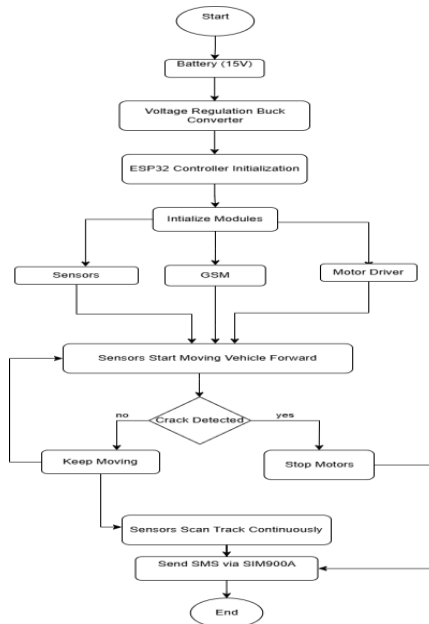 Start
Battery (15V)
Voltage Regulation Buck
Converter
ESP32 Controller Initialization
Intialize Modules
Sensors
GSM
Motor Driver
Sensors Start Moving Vehicle Forward
Crack Detected
no
yes
Keep Moving
Stop Motors
Sensors Scan Track Continuously
Send SMS via SIM900A
End